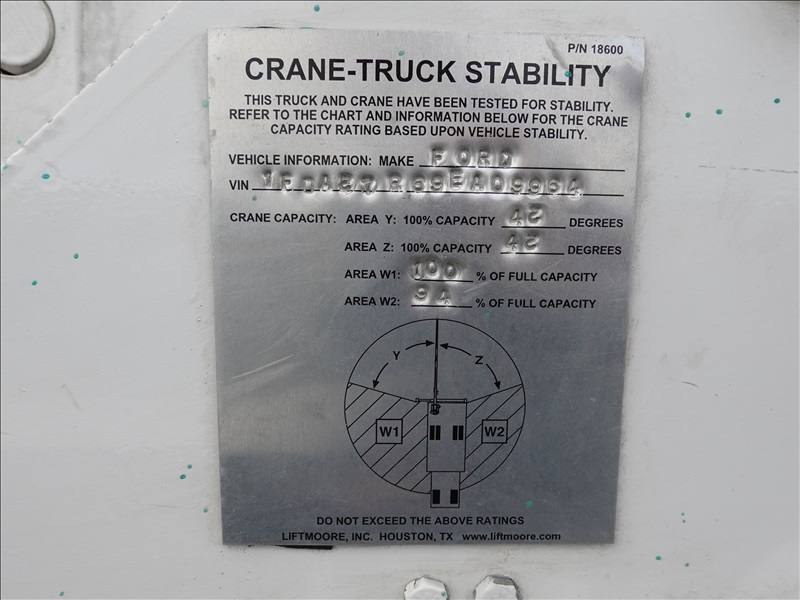 P/N 18600
CRANE-TRUCK STABILITY
THIS TRUCK AND CRANE HAVE BEEN TESTED FOR STABILITY.
REFER TO THE CHART AND INFORMATION BELOW FOR THE CRANE
CAPACITY RATING BASED UPON VEHICLE STABILITY.
VEHICLE INFORMATION: MAKE FORD
VIN
CRANE CAPACITY: AREA Y: 100% CAPACITY 42 DEGREES
AREA Z: 100% CAPACITY 42 DEGREES
AREA W1: 100 % OF FULL CAPACITY
AREA W2: 94 % OF FULL CAPACITY
Y Z
W1 W2
DO NOT EXCEED THE ABOVE RATINGS
LIFTMOORE, INC. HOUSTON, TX www.liftmoore.com